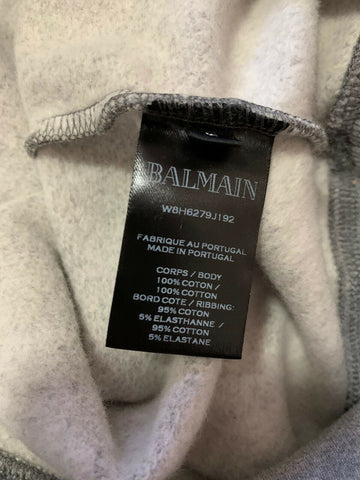 BALMAIN
W8H6279J192
FABRIQUE AU PORTUGAL
MADE IN PORTUGAL
CORPS / BODY
100% COTON /
100% COTTON
BORD COTE / RIBBING:
95% COTON
5% ELASTHANNE /
95% COTTON
5% ELASTANE